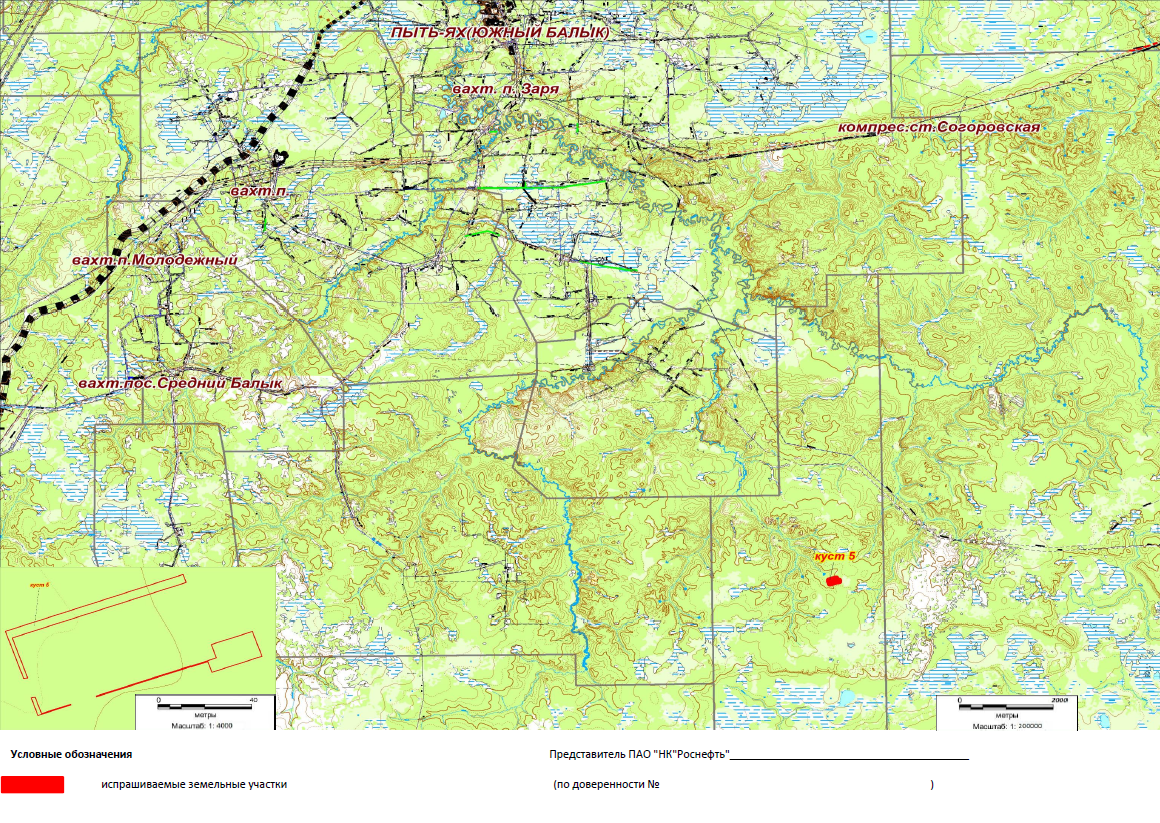 ПЫТЬ-ЯХ(ЮЖНЫЙ БАЛЫК)
вахт. п. Заря
компрес.ст.Согоровская
вахт.п.
вахт.п.Молодежный
вахт.пос.Средний Балык
куст 5
куст 5
0 40
метры
Масштаб: 1: 4000
0 2000
метры
Масштаб: 1: 200000
Условные обозначения
Представитель ПАО "НК"Роснефть"
испрашиваемые земельные участки
(по доверенности № )